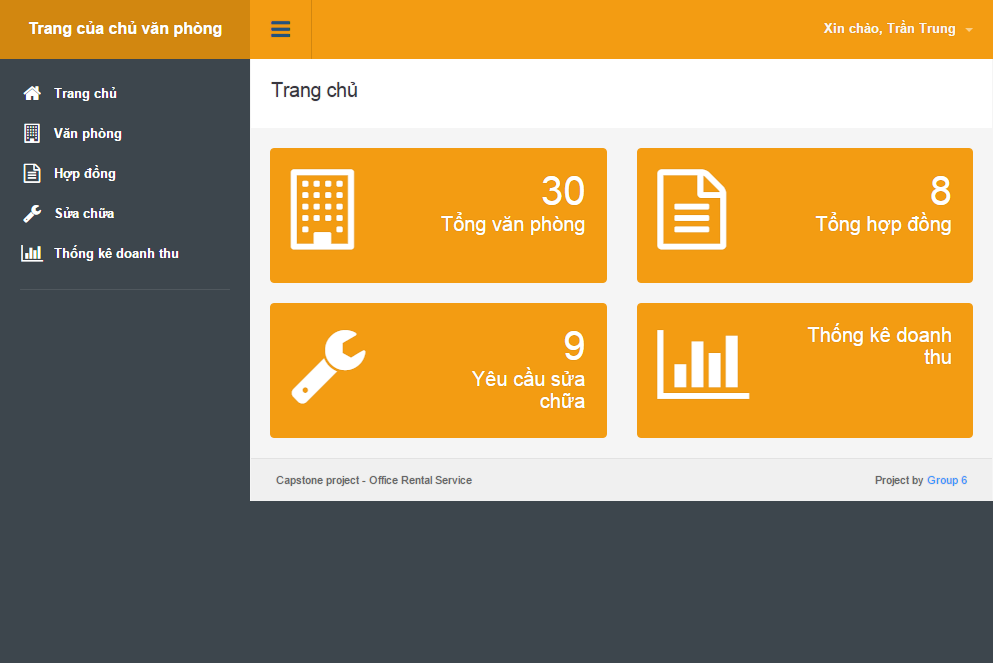 Trang của chủ văn phòng
Xin chào, Trần Trung
Trang chủ
Văn phòng
Hợp đồng
Sửa chữa
Thống kê doanh thu
Trang chủ
30
Tổng văn phòng
8
Tổng hợp đồng
9
Yêu cầu sửa
chữa
Thống kê doanh
thu
Capstone project - Office Rental Service
Project by Group 6